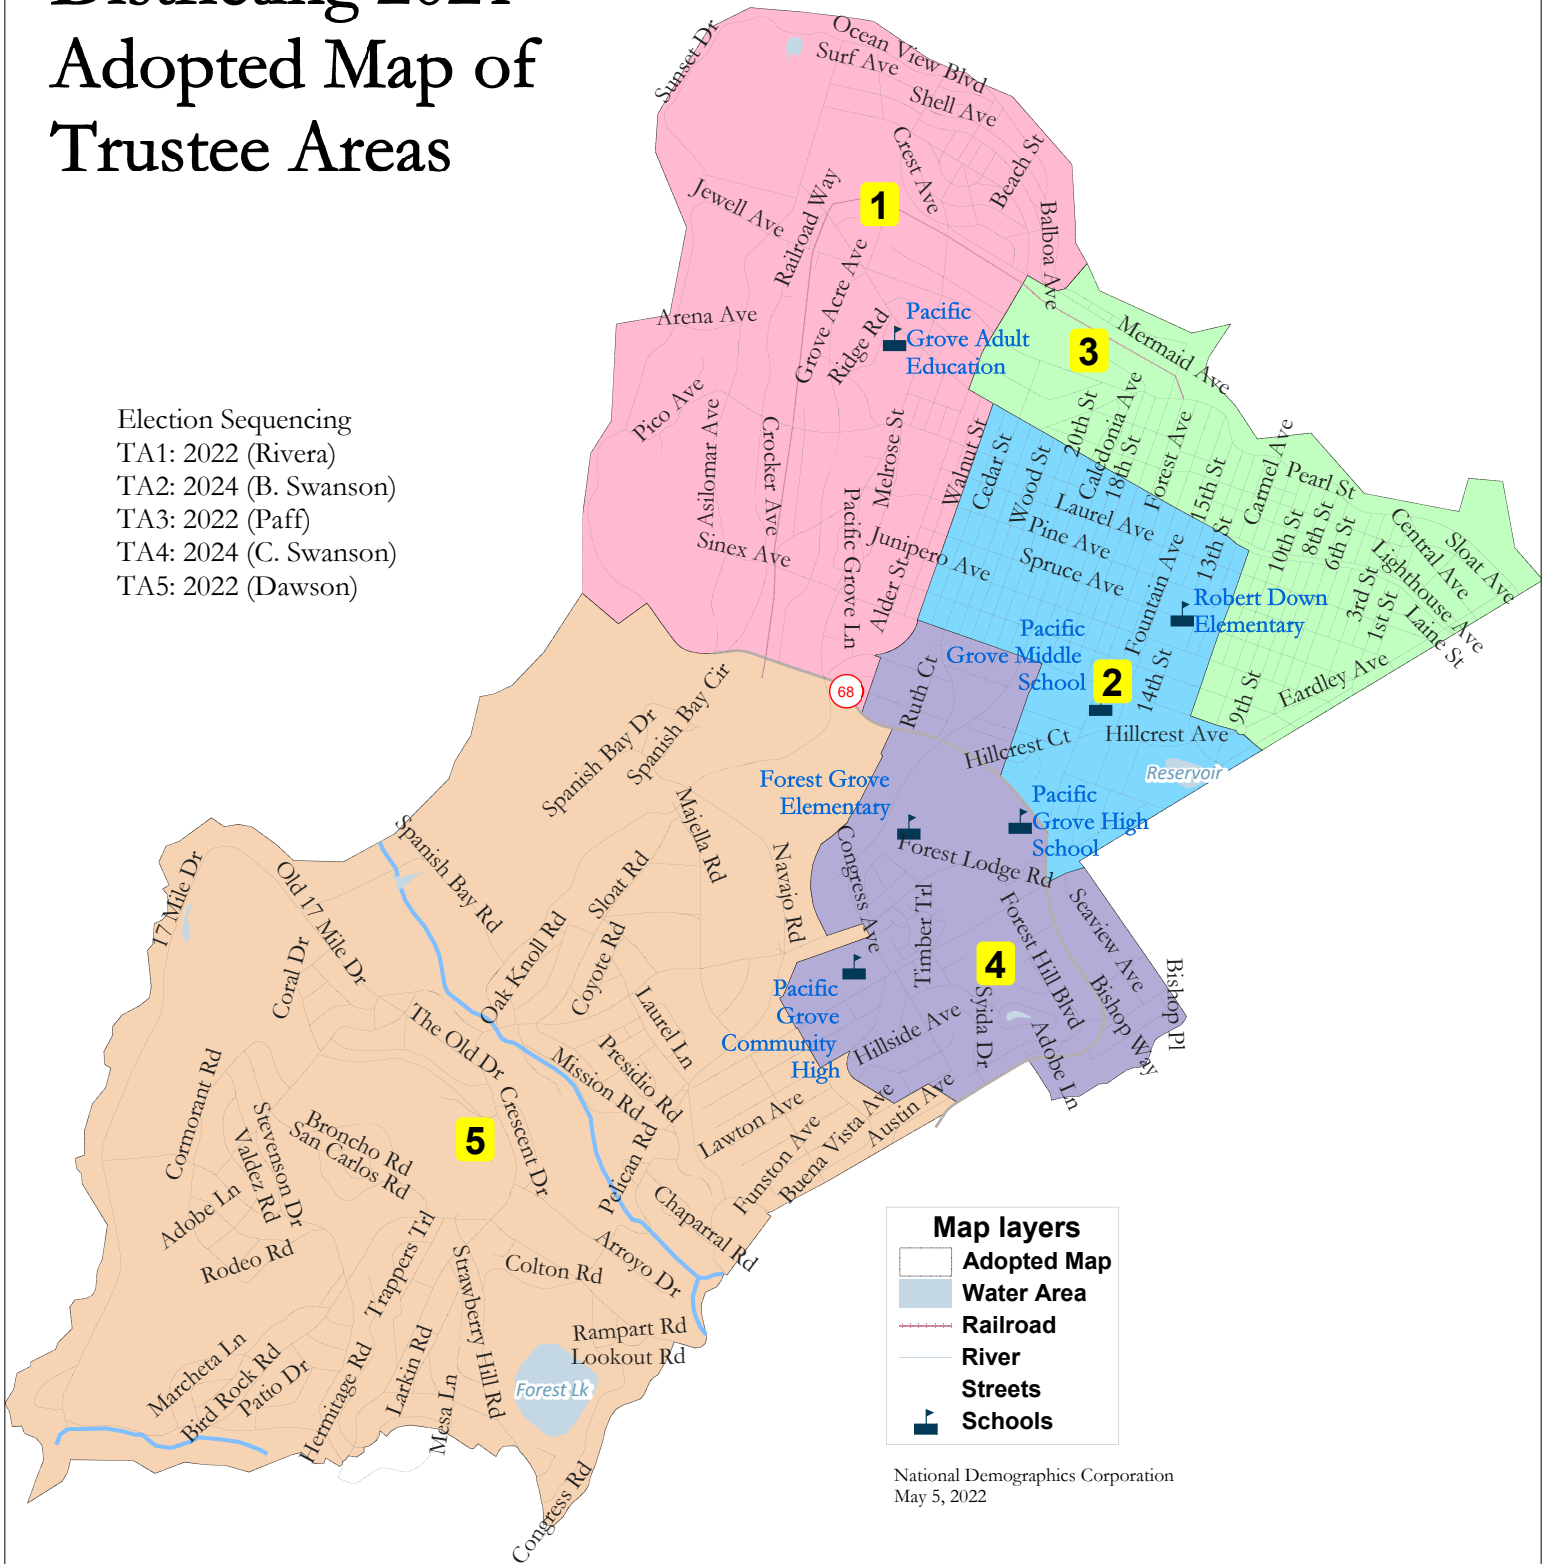 Districting 2021
Adopted Map of
Trustee Areas
Election Sequencing
TA1: 2022 (Rivera)
TA2: 2024 (B. Swanson)
TA3: 2022 (Paff)
TA4: 2024 (C. Swanson)
TA5: 2022 (Dawson)
Sunset Dr
Ocean View Blvd
Surf Ave
Shell Ave
Crest Ave
Beach St
Jewell Ave
Railroad Way
1
Balboa Ave
Grove Acre Ave
Arena Ave
Ridge Rd
Pacific
Grove Adult
Education
3
Mermaid Ave
Pico Ave
Asilomar Ave
Crocker Ave
Melrose St
Walnut St
Cedar St
Wood St
20th St
Caledonia Ave
18th St
Forest Ave
15th St
Carmel Ave
Pearl St
Sinex Ave
Pacific Grove Ln
Junipero Ave
Alder St
Laurel Ave
Pine Ave
Spruce Ave
Fountain Ave
13th St
10th St
8th St
6th St
3rd St
1st St
Central Ave
Sloat Ave
Lighthouse Ave
Laine St
Robert Down
Elementary
Pacific
Grove Middle
School
2
14th St
9th St
Eardley Ave
68
Ruth Ct
Hillcrest Ct
Hillcrest Ave
Reservoir
Spanish Bay Dr
Spanish Bay Cir
Forest Grove
Elementary
Pacific
Grove High
School
Majella Rd
Navajo Rd
Congress Ave
Forest Lodge Rd
Spanish Bay Rd
17 Mile Dr
Old 17 Mile Dr
Sloat Rd
Oak Knoll Rd
Coyote Rd
Coral Dr
Timber Trl
4
Forest Hill Blvd
Seaview Ave
Bishop Way
Bishop Pl
Pacific
Grove
Community
High
Hillside Ave
Syida Dr
Adobe Ln
The Old Dr
Laurel Ln
Presidio Rd
Mission Rd
Cormorant Rd
Stevenson Dr
Valdez Rd
Broncho Rd
San Carlos Rd
5
Crescent Dr
Pelican Rd
Lawton Ave
Funston Ave
Buena Vista Ave
Austin Ave
Adobe Ln
Rodeo Rd
Trappers Trl
Chaparral Rd
Arroyo Dr
Colton Rd
Strawberry Hill Rd
Rampart Rd
Lookout Rd
Marcheta Ln
Bird Rock Rd
Patio Dr
Hermitage Rd
Larkin Rd
Mesa Ln
Forest Lk
Congress Rd
Map layers
Adopted Map
Water Area
Railroad
River
Streets
Schools
National Demographics Corporation
May 5, 2022